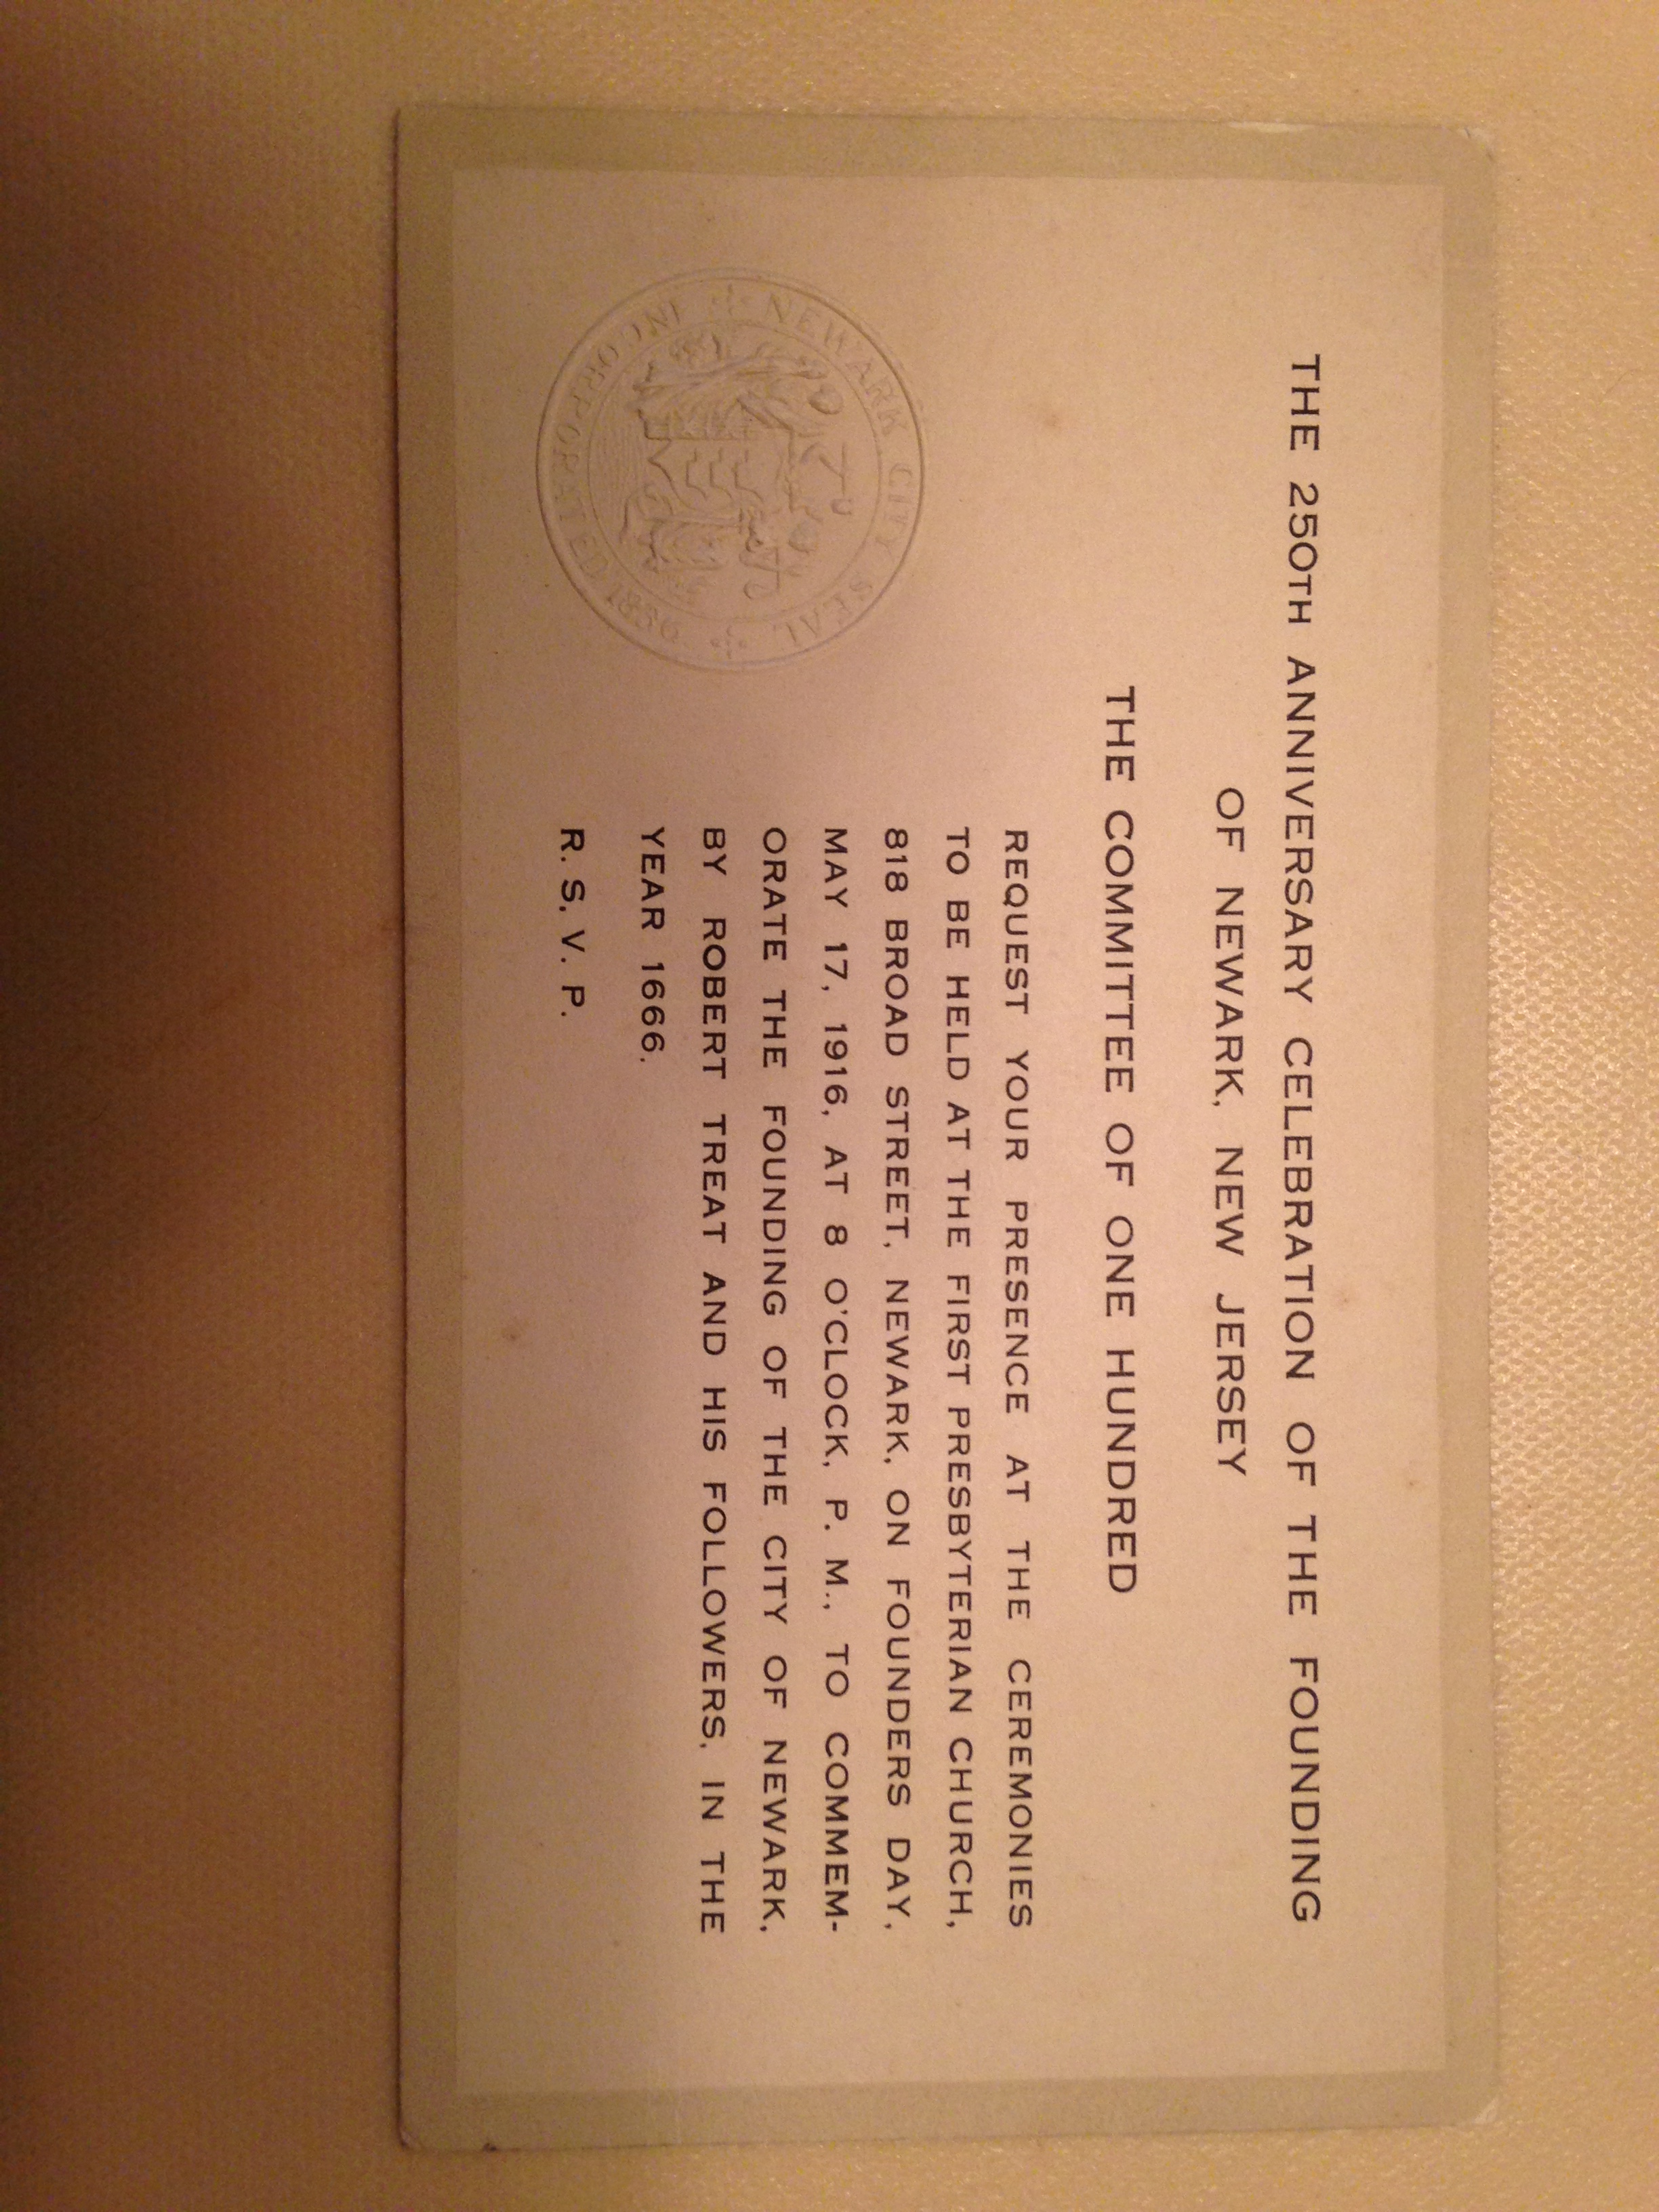 THE 250TH ANNIVERSARY CELEBRATION OF THE FOUNDING
OF NEWARK, NEW JERSEY
THE COMMITTEE OF ONE HUNDRED
REQUEST YOUR PRESENCE AT THE CEREMONIES
TO BE HELD AT THE FIRST PRESBYTERIAN CHURCH,
818 BROAD STREET, NEWARK, ON FOUNDERS DAY,
MAY 17, 1916, AT 8 O'CLOCK, P. M., TO COMMEM-
ORATE THE FOUNDING OF THE CITY OF NEWARK,
BY ROBERT TREAT AND HIS FOLLOWERS, IN THE
YEAR 1666.
R. S. V. P.
NEWARK CITY SEAL
INCORPORATED 1836